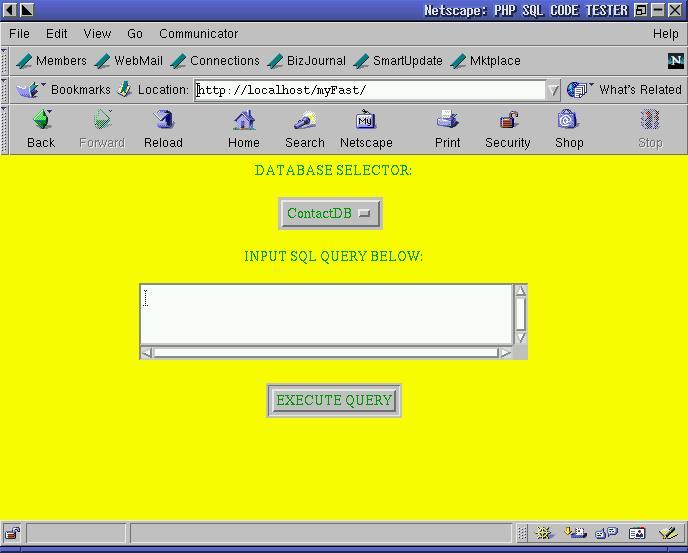 Netscape: PHP SQL CODE TESTER
File Edit View Go Communicator Help
Members WebMail Connections BizJournal SmartUpdate Mktplace N
Bookmarks Location: http://localhost/myFast/ What's Related
My
Back Forward Reload Home Search Netscape Print Security Shop Stop
DATABASE SELECTOR:
ContactDB
INPUT SQL QUERY BELOW:
EXECUTE QUERY